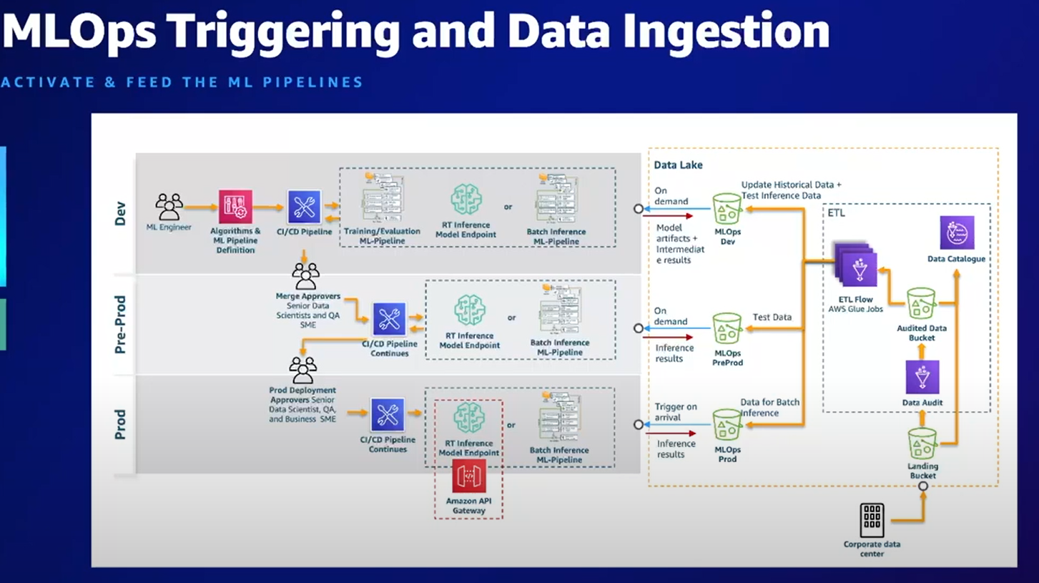 MLOps Triggering and Data Ingestion
ACTIVATE & FEED THE ML PIPELINES
Dev
ML Engineer
Algorithms &
ML Pipeline
Definition
CI/CD Pipeline
Training/Evaluation
ML-Pipeline
RT Inference
Model Endpoint
or
Batch Inference
ML-Pipeline
Pre-Prod
Merge Approvers
Senior Data
Scientists and QA
SME
CI/CD Pipeline
Continues
RT Inference
Model Endpoint
or
Batch Inference
ML-Pipeline
Prod
Prod Deployment
Approvers Senior
Data Scientist, QA,
and Business SME
CI/CD Pipeline
Continues
RT Inference
Model Endpoint
or
Batch Inference
ML-Pipeline
Amazon API
Gateway
Data Lake
On
demand
Model
artifacts +
Intermediat
e results
MLOps
Dev
Update Historical Data +
Test Inference Data
On
demand
Inference
results
MLOps
PreProd
Test Data
Trigger on
arrival
Inference
results
MLOps
Prod
Data for Batch
Inference
ETL
Data Catalogue
ETL Flow
AWS Glue Jobs
Audited Data
Bucket
Data Audit
Landing
Bucket
Corporate data
center